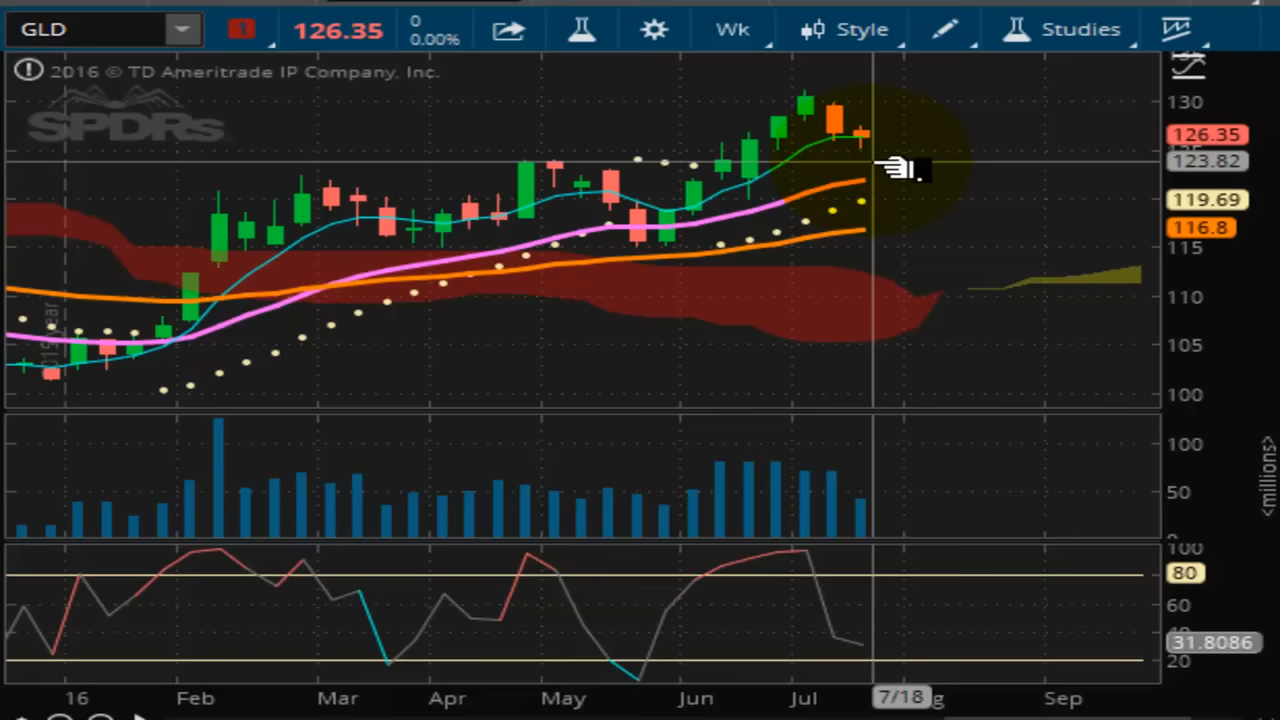 GLD
1
126.35
0
0.00%
Wk
Style
Studies
2016 © TD Ameritrade IP Company, Inc.
SPDRs
130
126.35
123.82
119.69
116.8
115
110
105
100
year
100
50
<millions>
100
80
60
31.8086
20
16 Feb Mar Apr May Jun Jul 7/18 g Sep